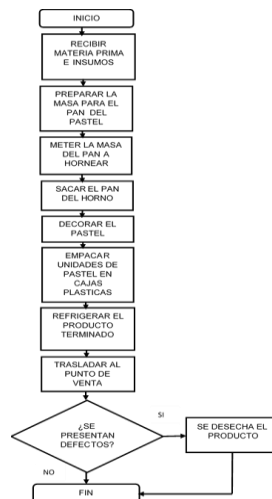 INICIO
RECIBIR
MATERIA PRIMA
E INSUMOS
PREPARAR LA
MASA PARA EL
PAN DEL
PASTEL
METER LA MASA
DEL PAN A
HORNEAR
SACAR EL PAN
DEL HORNO
DECORAR EL
PASTEL
EMPACAR
UNIDADES DE
PASTEL EN
CAJAS
PLASTICAS
REFRIGERAR EL
PRODUCTO
TERMINADO
TRASLADAR AL
PUNTO DE
VENTA
¿SE
PRESENTAN
DEFECTOS?
SI
SE DESECHA EL
PRODUCTO
NO
FIN